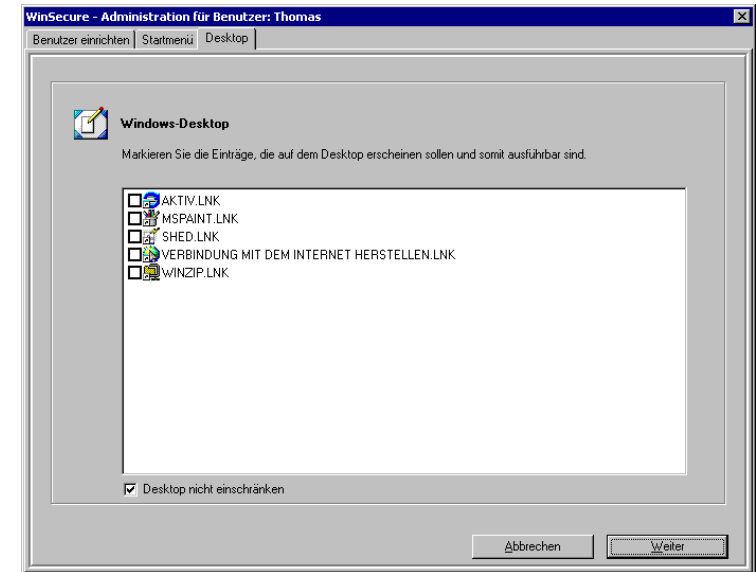 WinSecure - Administration für Benutzer: Thomas
Benutzer einrichten Startmenü Desktop
Windows-Desktop
Markieren Sie die Einträge, die auf dem Desktop erscheinen sollen und somit ausführbar sind.
AKTIV.LNK
MSPAINT.LNK
SHED.LNK
VERBINDUNG MIT DEM INTERNET HERSTELLEN.LNK
WINZIP.LNK
Desktop nicht einschränken
Abbrechen Weiter